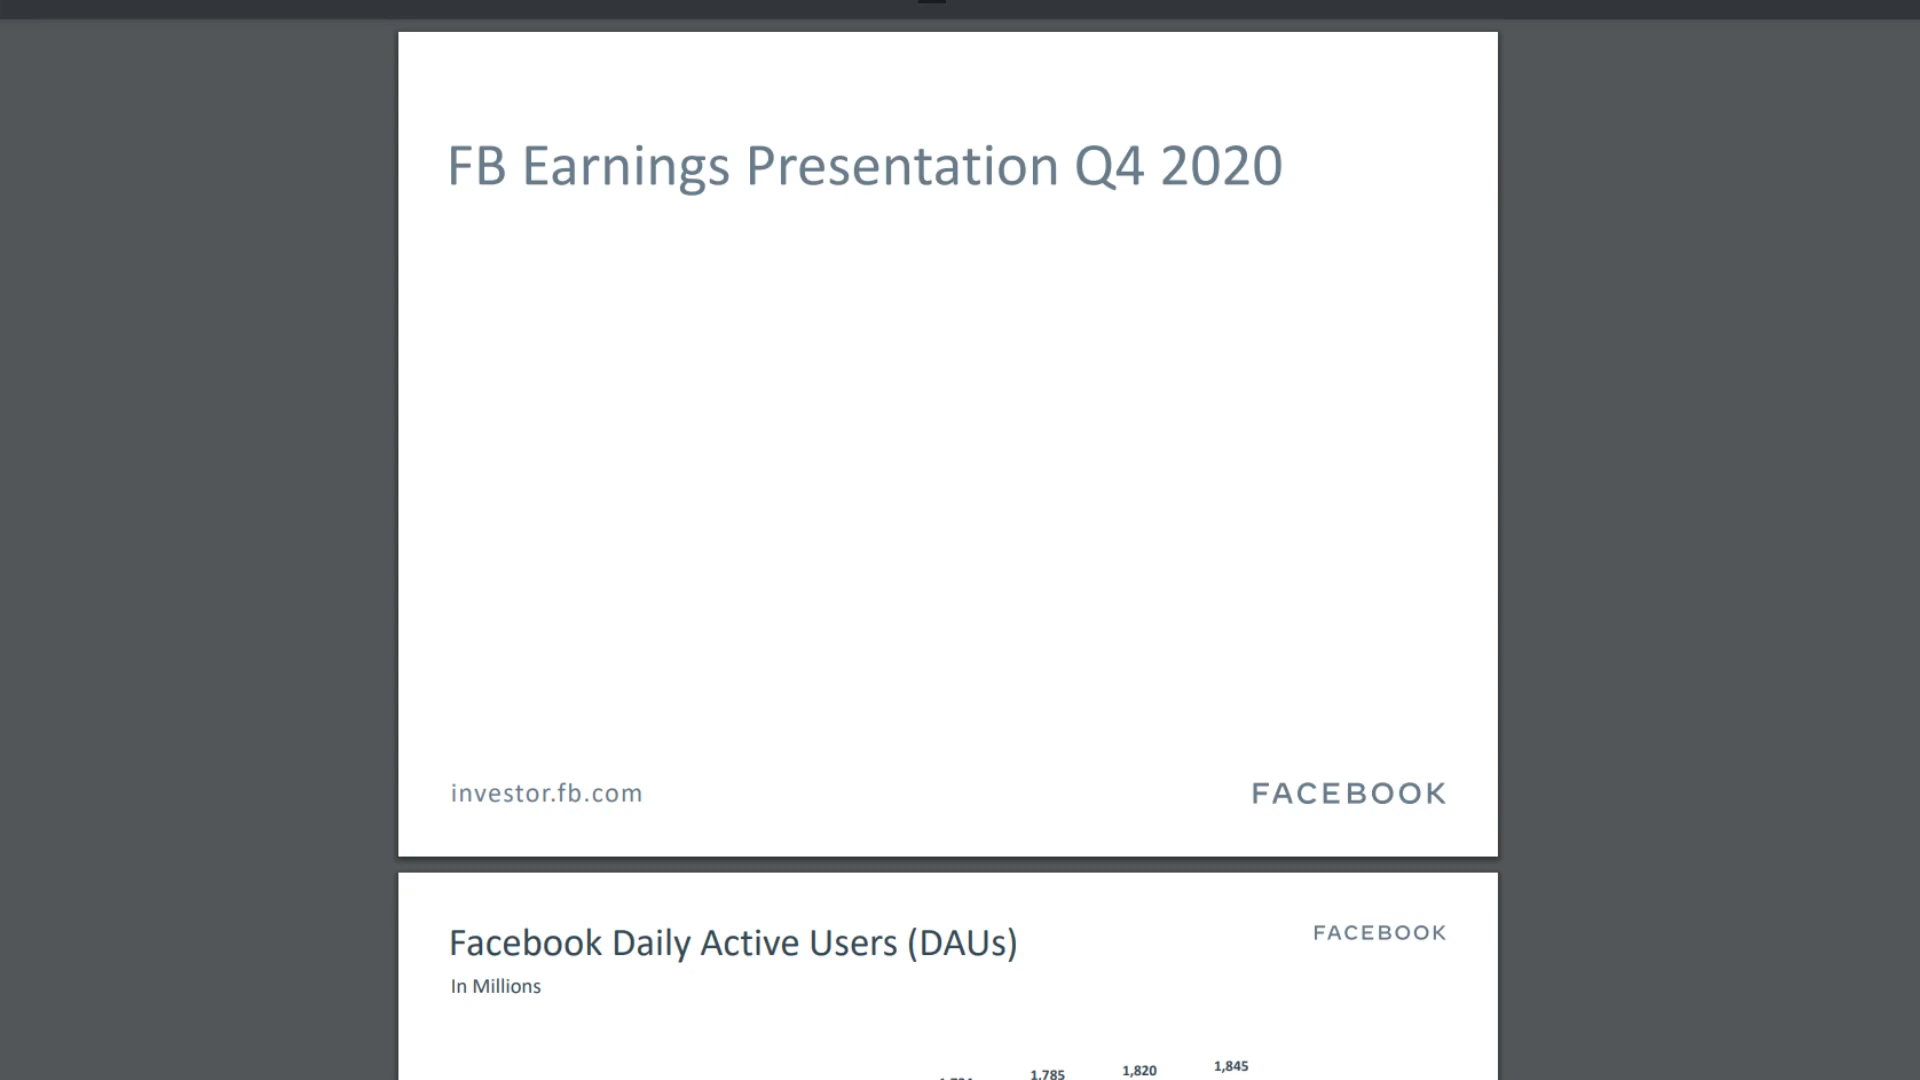 FB Earnings Presentation Q4 2020
investor.fb.com
FACEBOOK
Facebook Daily Active Users (DAUs)
FACEBOOK
In Millions
1,785
1,820
1,845